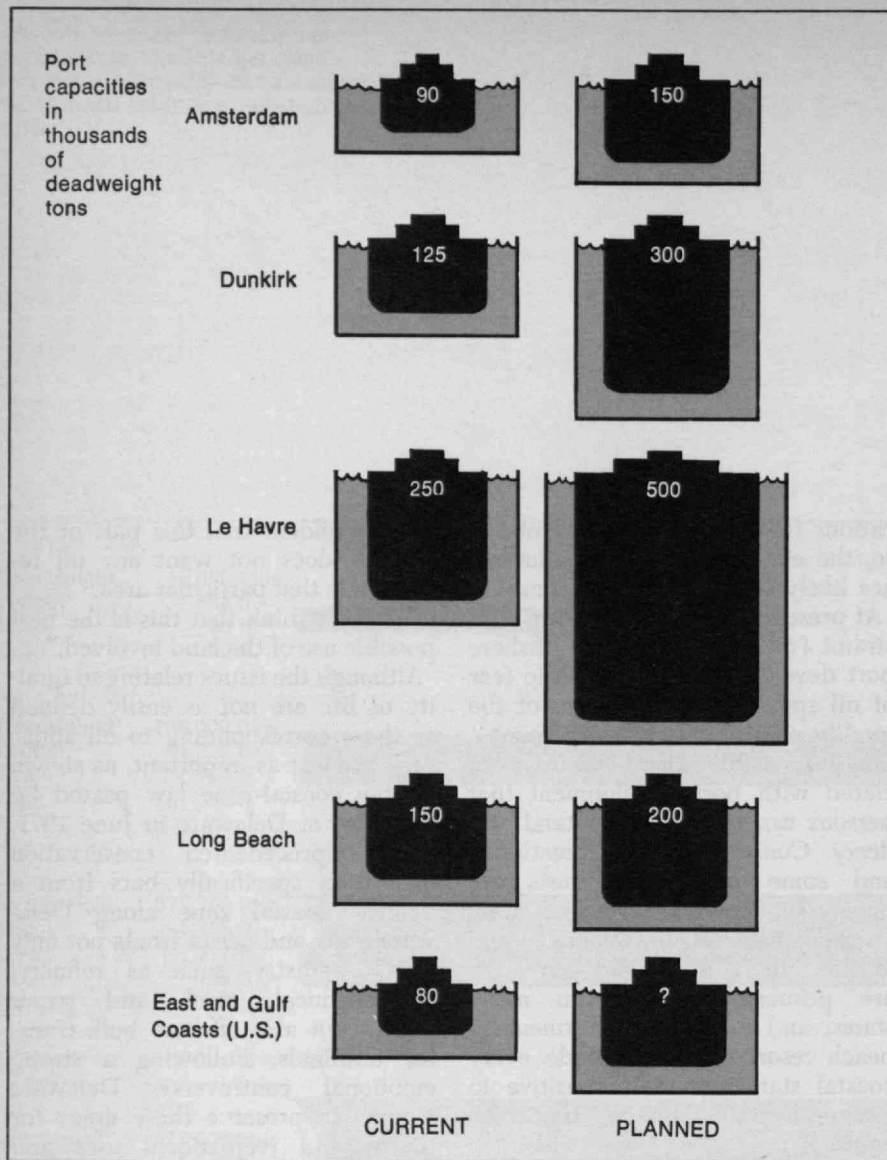 Port
capacities
in
thousands
of
deadweight
tons
Amsterdam
90
150
Dunkirk
125
300
Le Havre
250
500
Long Beach
150
200
East and Gulf
Coasts (U.S.)
80
?
CURRENT
PLANNED